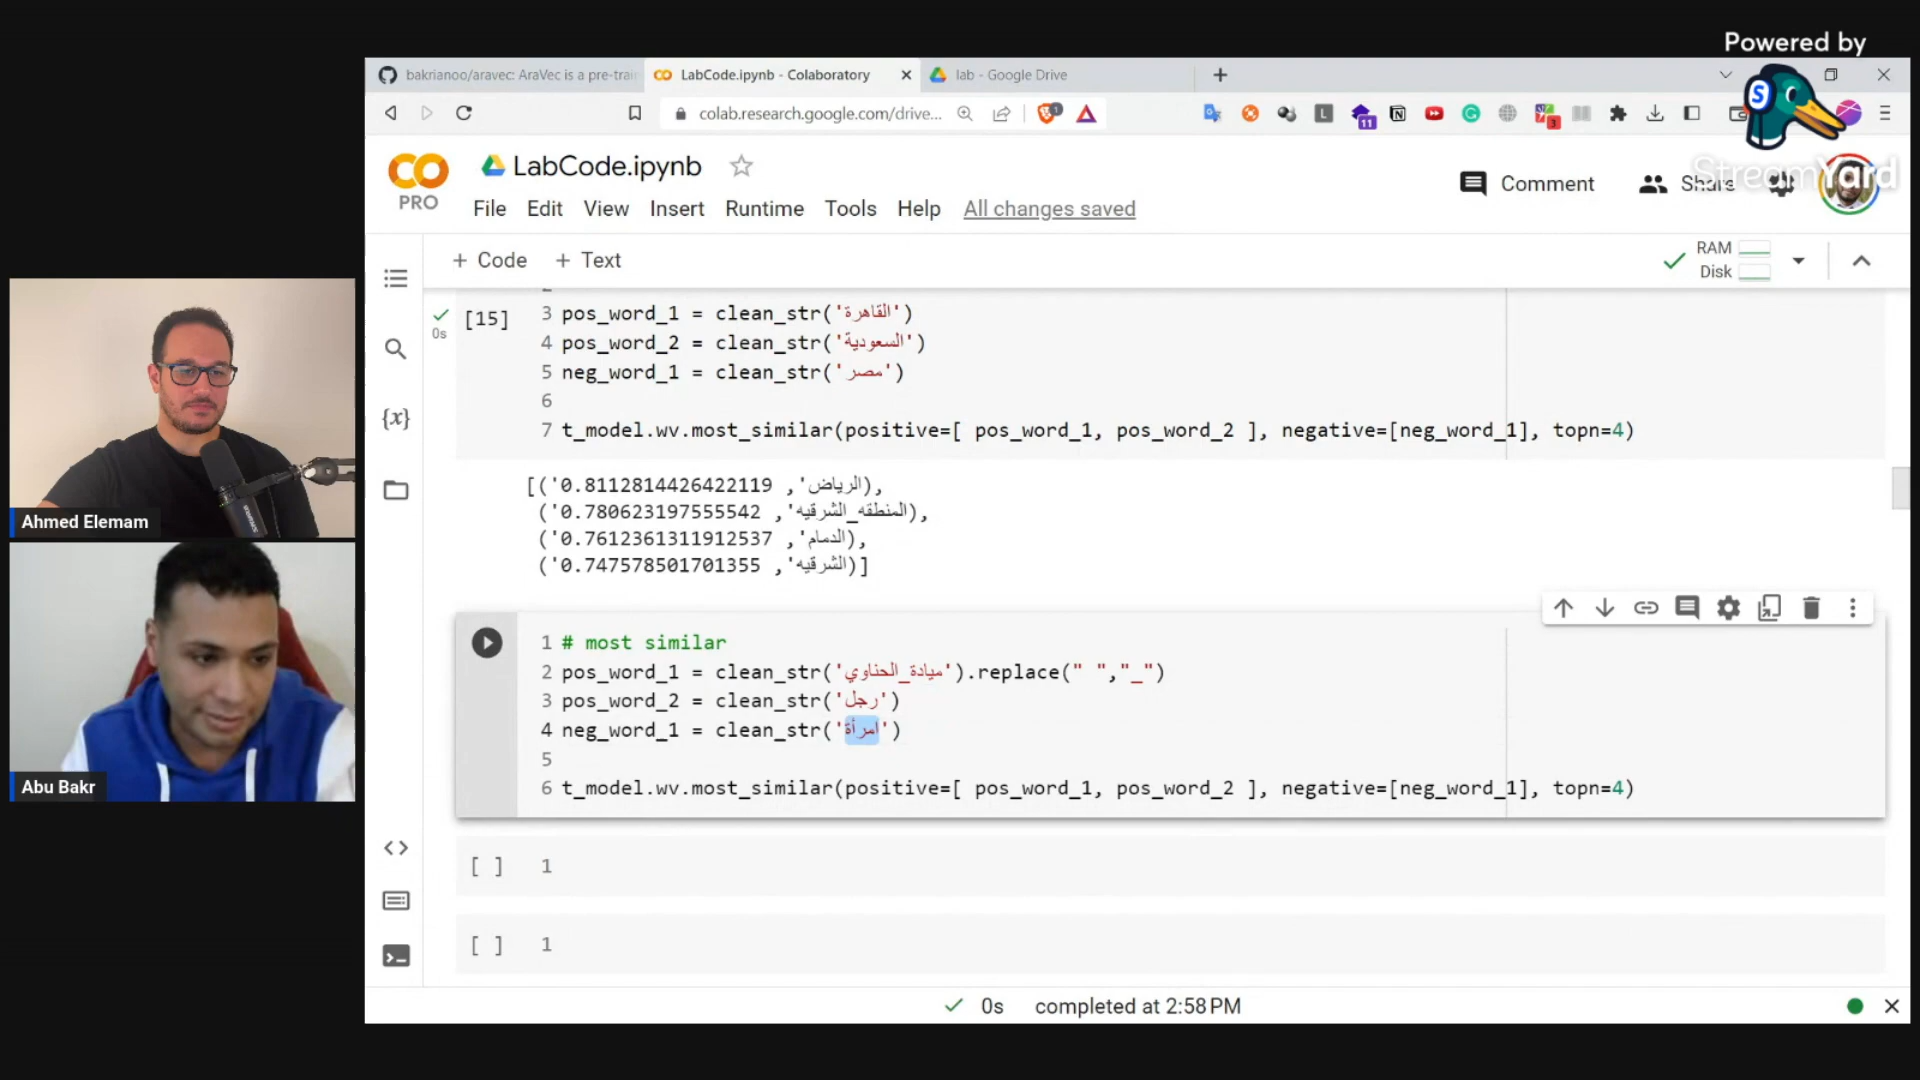 Powered by
StreamYard
bakrianoo/aravec: AraVec is a pre-trai
LabCode.ipynb - Colaboratory
lab - Google Drive
colab.research.google.com/drive...
LabCode.ipynb
PRO
Comment
Share
File Edit View Insert Runtime Tools Help All changes saved
+ Code + Text
RAM
Disk
[15]
0s
3 pos_word_1 = clean_str('القاهرة')
4 pos_word_2 = clean_str('السعودية')
5 neg_word_1 = clean_str('مصر')
6
7 t_model.wv.most_similar(positive=[ pos_word_1, pos_word_2 ], negative=[neg_word_1], topn=4)
[('الرياض', 0.8112814426422119),
('المنطقه_الشرقيه', 0.780623197555542),
('الدمام', 0.7612361311912537),
('الشرقيه', 0.747578501701355)]
1 # most similar
2 pos_word_1 = clean_str('ميادة_الحناوي').replace(" ","_")
3 pos_word_2 = clean_str('رجل')
4 neg_word_1 = clean_str('امرأة')
5
6 t_model.wv.most_similar(positive=[ pos_word_1, pos_word_2 ], negative=[neg_word_1], topn=4)
[ ] 1
[ ] 1
0s completed at 2:58 PM
Ahmed Elemam
Abu Bakr